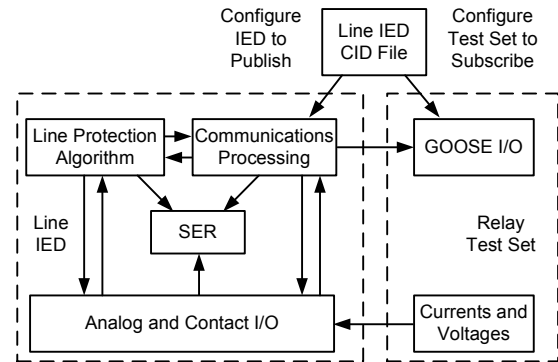 Configure
IED to
Publish
Line IED
CID File
Configure
Test Set to
Subscribe
Line Protection
Algorithm
Communications
Processing
GOOSE I/O
Line
IED
SER
Relay
Test Set
Analog and Contact I/O
Currents and
Voltages